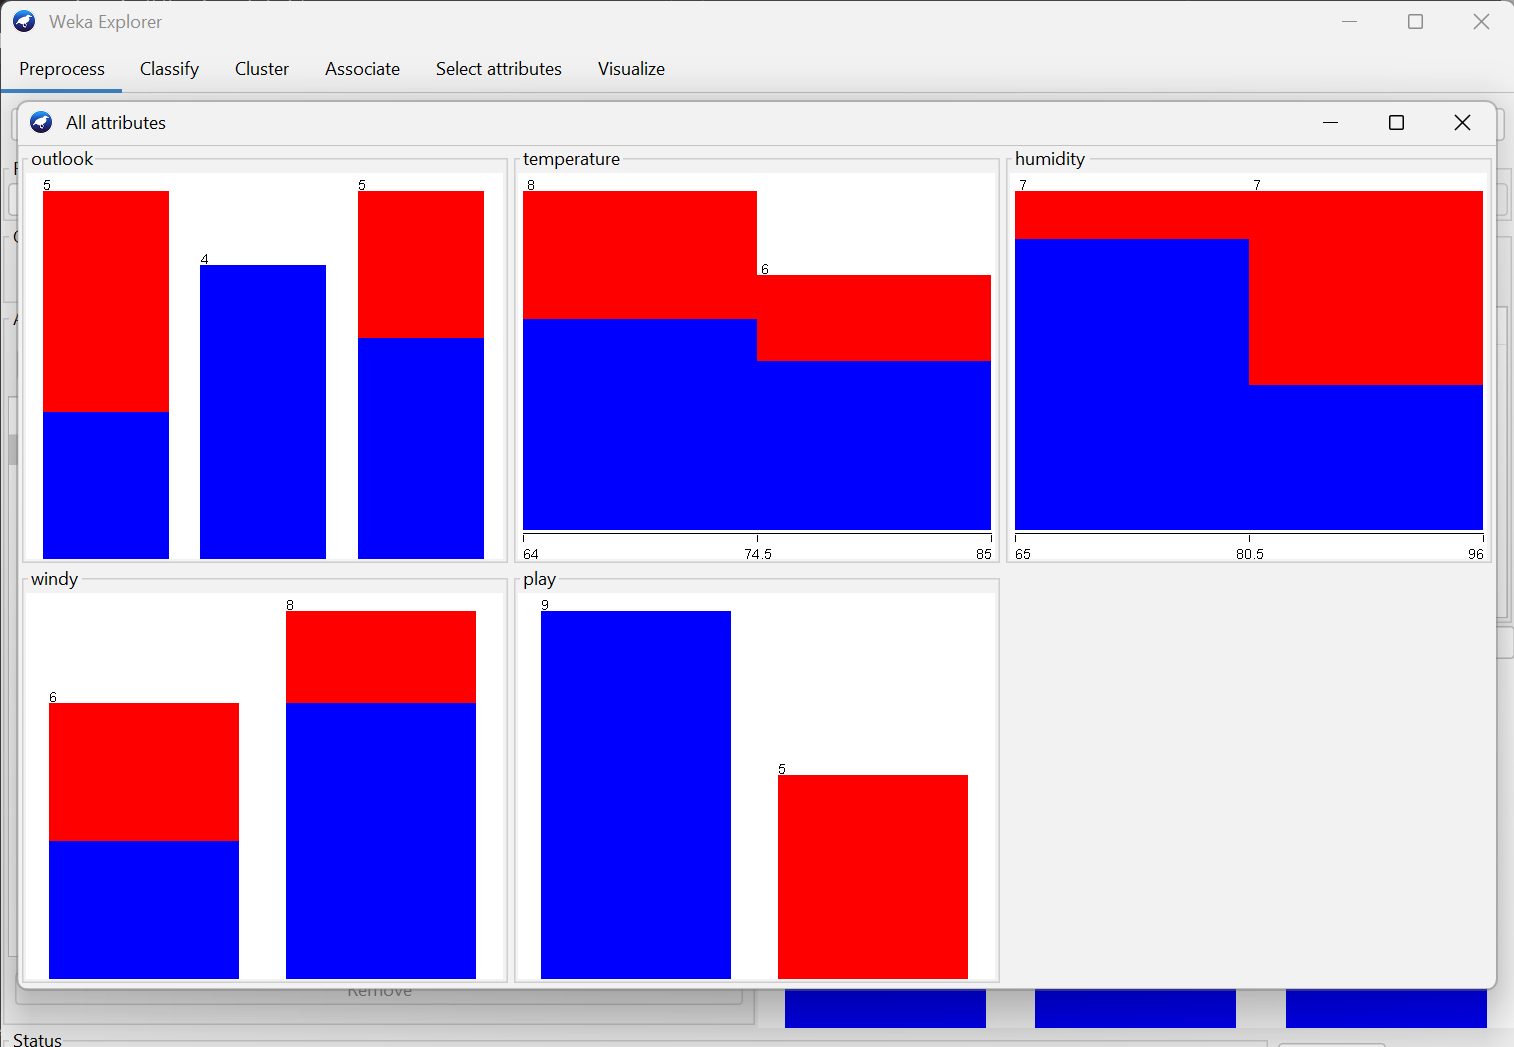 Weka Explorer
Preprocess Classify Cluster Associate Select attributes Visualize
All attributes
outlook
5
4
5
temperature
8
6
64 74.5 85
humidity
7 7
65 80.5 96
windy
6
8
play
9
5
Remove
Status